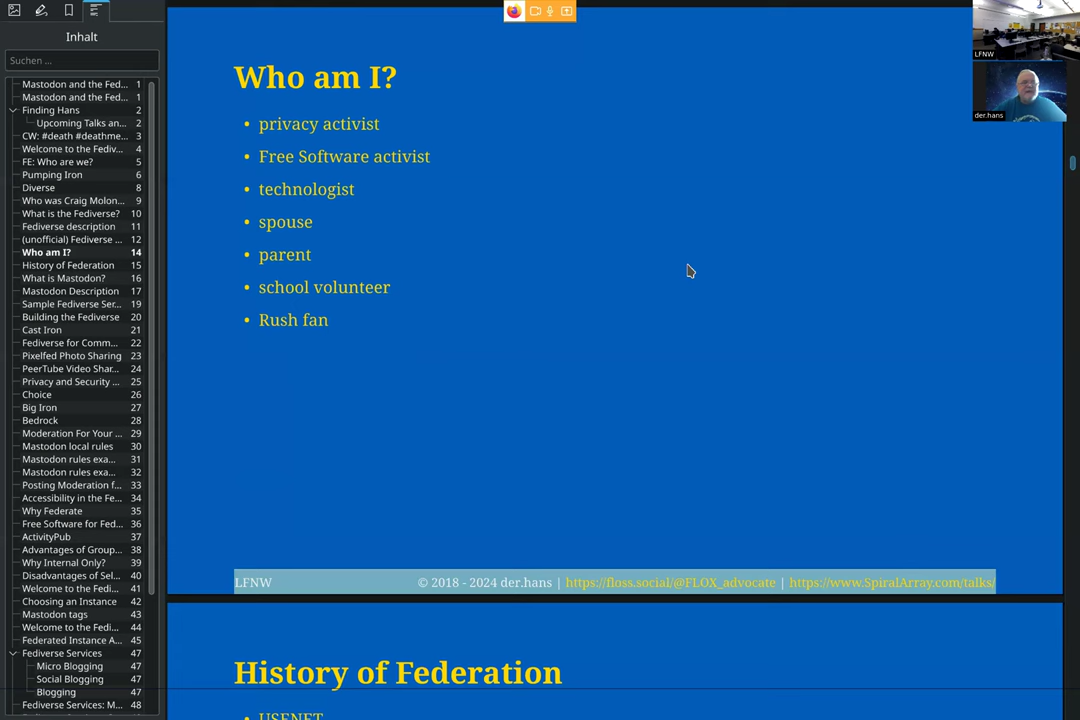 Inhalt
Suchen ...
Mastodon and the Fed... 1
Mastodon and the Fed... 1
Finding Hans 2
Upcoming Talks an... 2
CW: #death #deathme... 3
Welcome to the Fediv... 4
FE: Who are we? 5
Pumping Iron 6
Diverse 8
Who was Craig Molon... 9
What is the Fediverse? 10
Fediverse description 11
(unofficial) Fediverse ... 12
Who am I? 14
History of Federation 15
What is Mastodon? 16
Mastodon Description 17
Sample Fediverse Ser... 19
Building the Fediverse 20
Cast Iron 21
Fediverse for Comm... 22
Pixelfed Photo Sharing 23
PeerTube Video Shar... 24
Privacy and Security ... 25
Choice 26
Big Iron 27
Bedrock 28
Moderation For Your ... 29
Mastodon local rules 30
Mastodon rules exa... 31
Mastodon rules exa... 32
Posting Moderation f... 33
Accessibility in the Fe... 34
Why Federate 35
Free Software for Fed... 36
ActivityPub 37
Advantages of Group... 38
Why Internal Only? 39
Disadvantages of Sel... 40
Welcome to the Fedi... 41
Choosing an Instance 42
Mastodon tags 43
Welcome to the Fedi... 44
Federated Instance A... 45
Fediverse Services 47
Micro Blogging 47
Social Blogging 47
Blogging 47
Fediverse Services: M... 48
Who am I?
• privacy activist
• Free Software activist
• technologist
• spouse
• parent
• school volunteer
• Rush fan
LFNW © 2018 - 2024 der.hans | https://floss.social/@FLOX_advocate | https://www.SpiralArray.com/talks/
History of Federation
• USENET
LFNW
der.hans